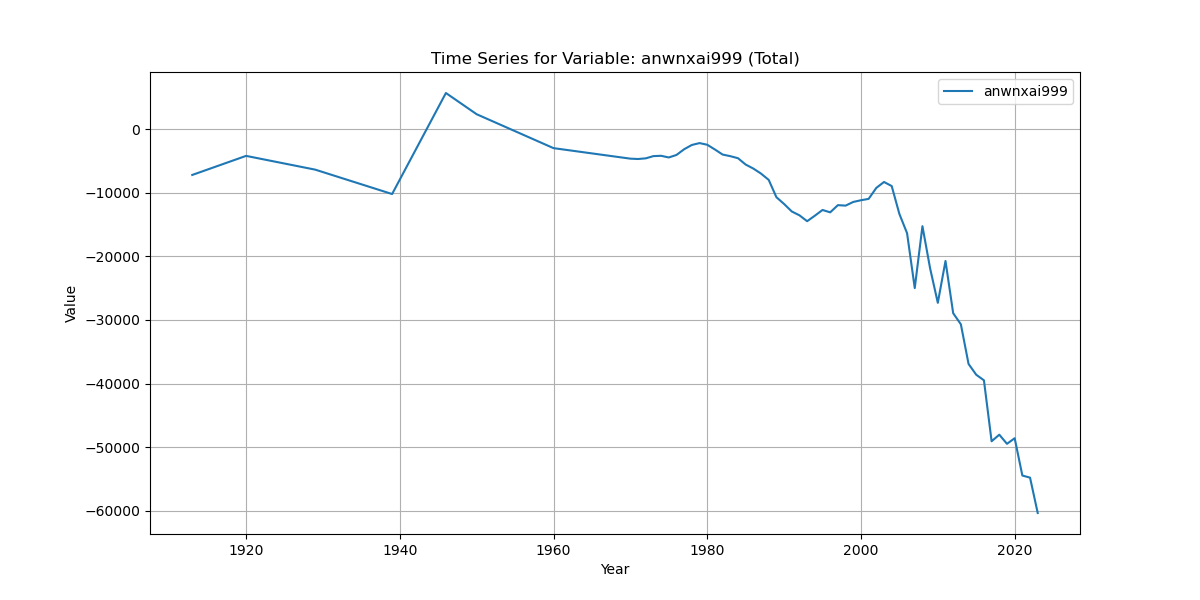 Time Series for Variable: anwnxai999 (Total)
anwnxai999
Value
0
−10000
−20000
−30000
−40000
−50000
−60000
1920 1940 1960 1980 2000 2020
Year